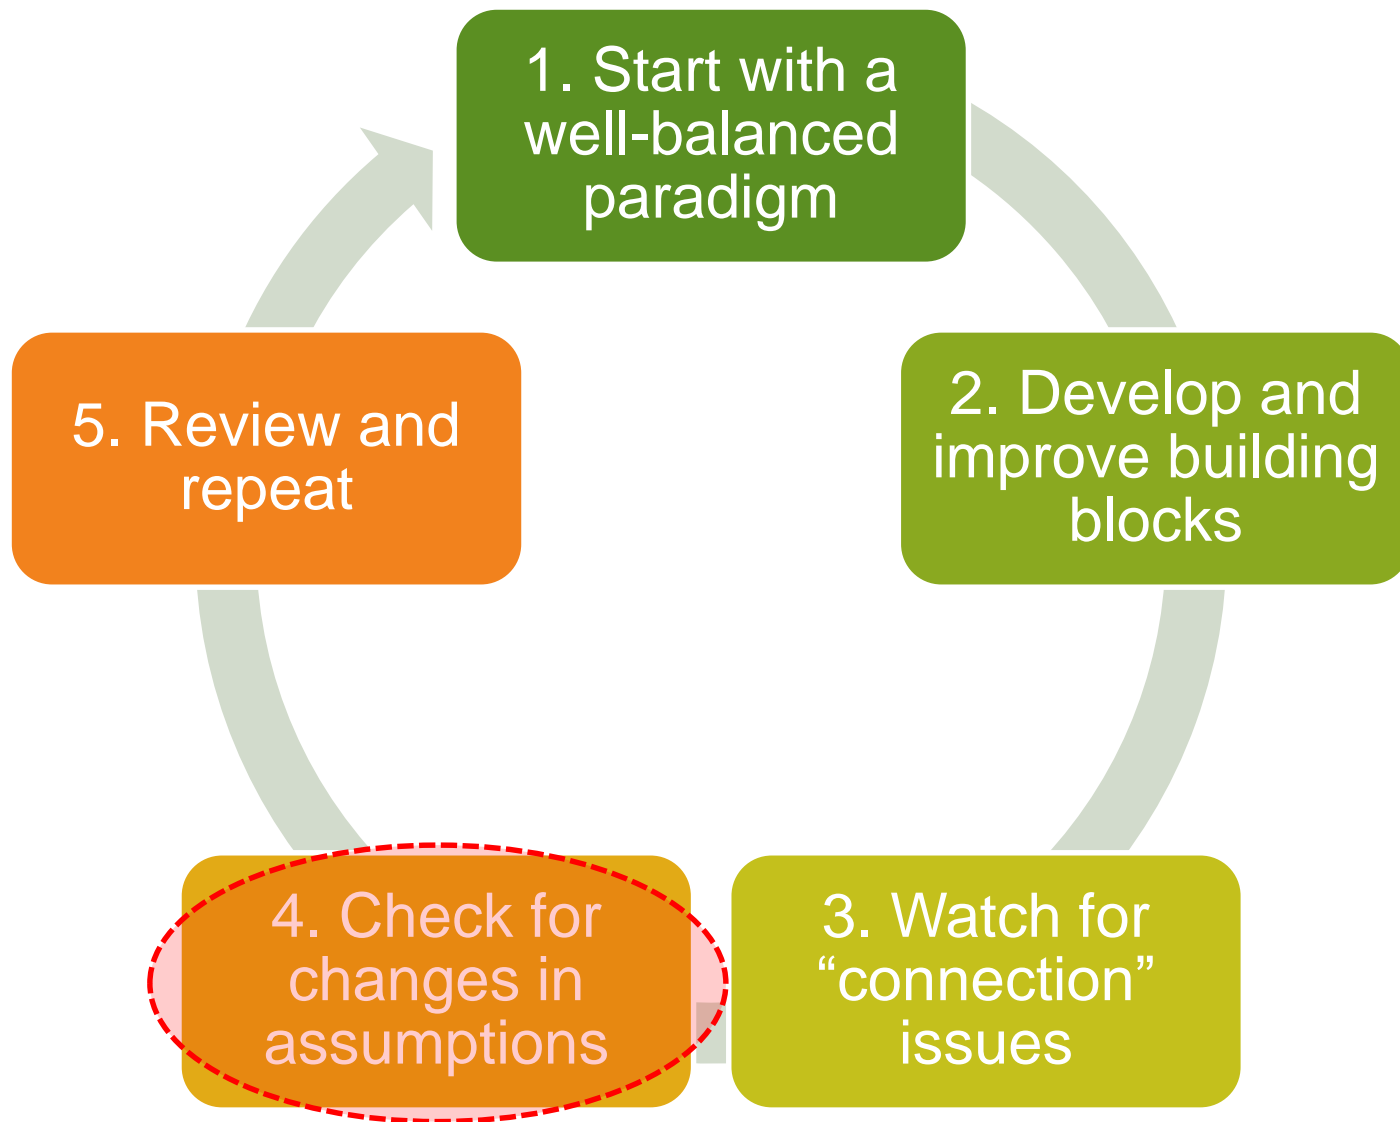 1. Start with a
well-balanced
paradigm
2. Develop and
improve building
blocks
3. Watch for
“connection”
issues
4. Check for
changes in
assumptions
5. Review and
repeat